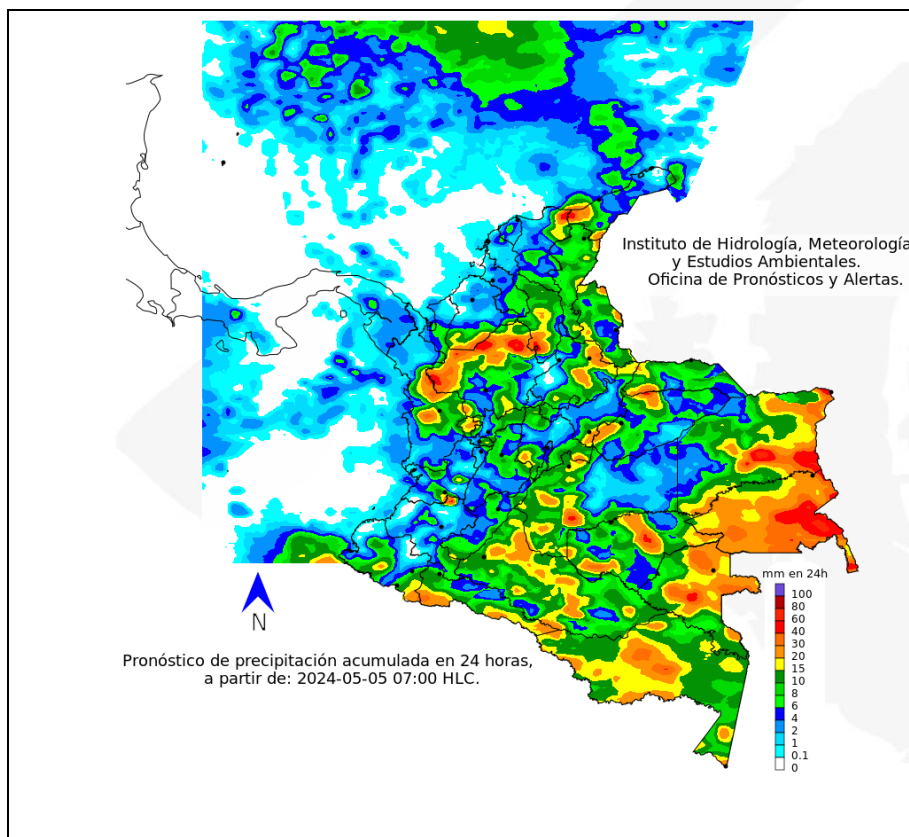 Instituto de Hidrología, Meteorología
y Estudios Ambientales.
Oficina de Pronósticos y Alertas.
mm en 24h
100
80
60
40
30
20
15
10
8
6
4
2
1
0.1
0
N
Pronóstico de precipitación acumulada en 24 horas,
a partir de: 2024-05-05 07:00 HLC.